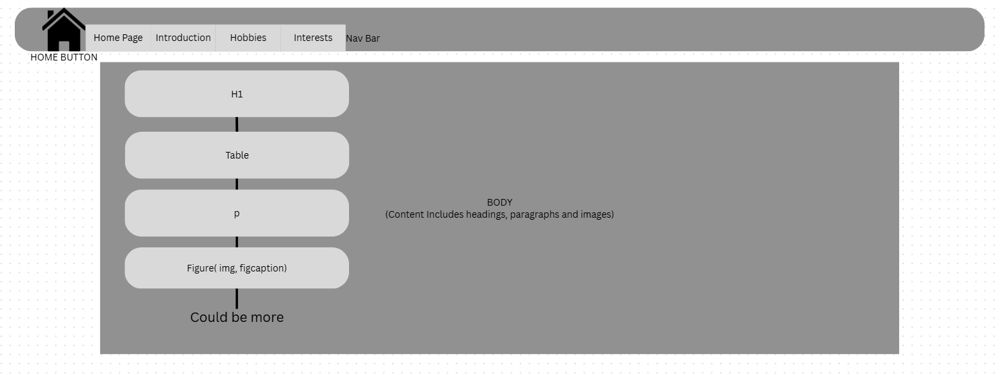 Home Page Introduction Hobbies Interests Nav Bar
HOME BUTTON
H1
Table
p
BODY
(Content Includes headings, paragraphs and images)
Figure( img, figcaption)
Could be more